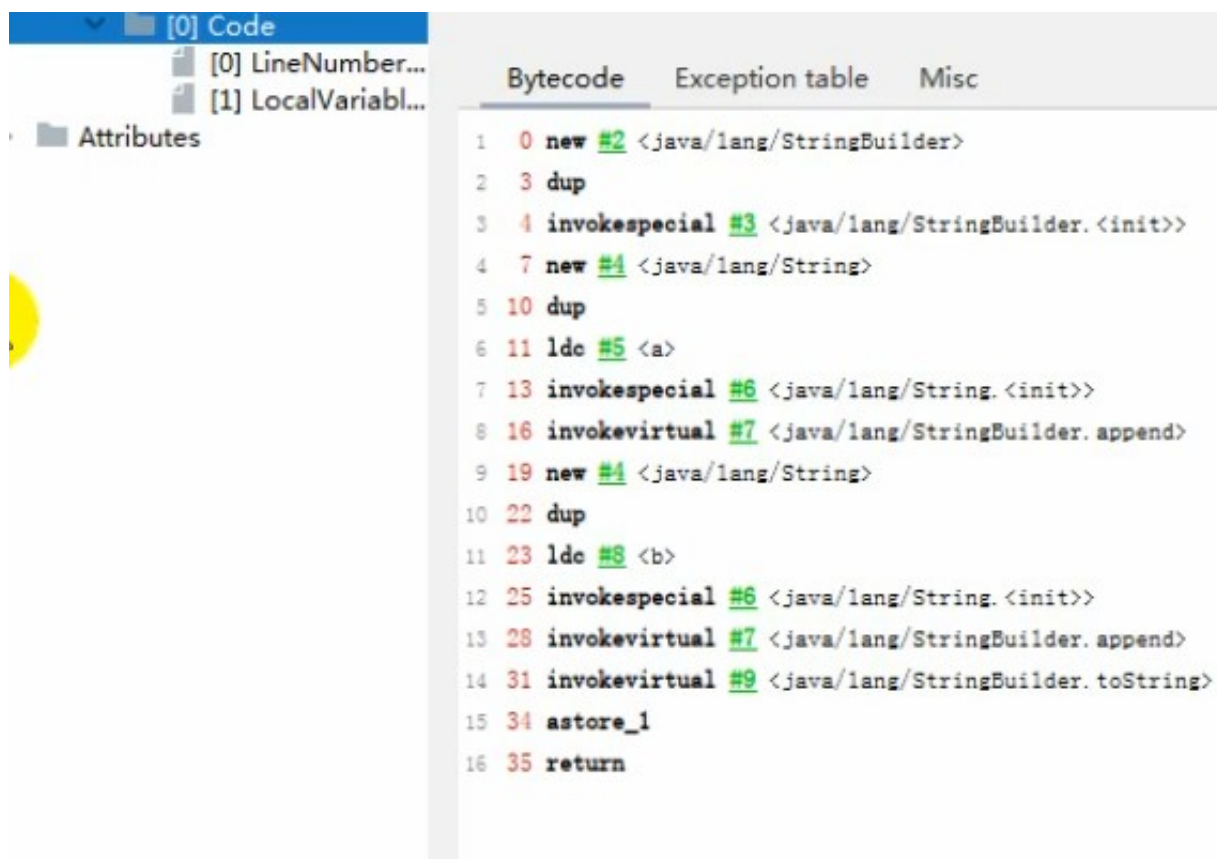 [0] Code
[0] LineNumber...
[1] LocalVariabl...
Attributes
Bytecode Exception table Misc
1 0 new #2 <java/lang/StringBuilder>
2 3 dup
3 4 invokespecial #3 <java/lang/StringBuilder.<init>>
4 7 new #4 <java/lang/String>
5 10 dup
6 11 ldc #5 <a>
7 13 invokespecial #6 <java/lang/String.<init>>
8 16 invokevirtual #7 <java/lang/StringBuilder.append>
9 19 new #4 <java/lang/String>
10 22 dup
11 23 ldc #8 <b>
12 25 invokespecial #6 <java/lang/String.<init>>
13 28 invokevirtual #7 <java/lang/StringBuilder.append>
14 31 invokevirtual #9 <java/lang/StringBuilder.toString>
15 34 astore_1
16 35 return